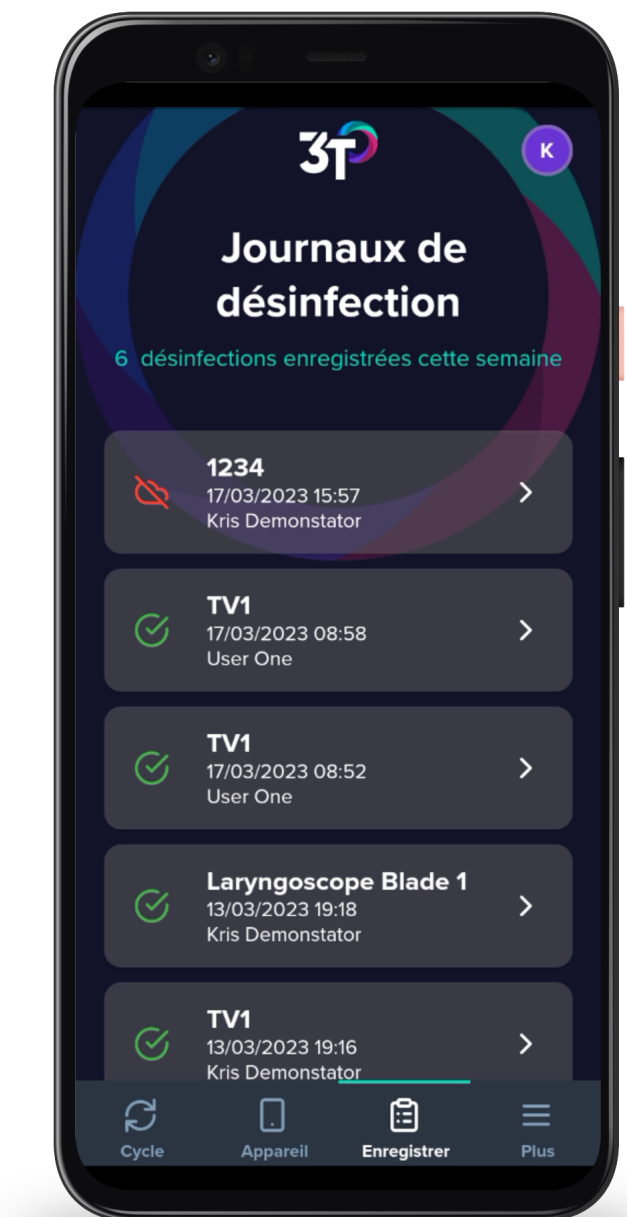 3T
K
Journaux de
désinfection
6 désinfections enregistrées cette semaine
1234
17/03/2023 15:57
Kris Demonstator
TV1
17/03/2023 08:58
User One
TV1
17/03/2023 08:52
User One
Laryngoscope Blade 1
13/03/2023 19:18
Kris Demonstator
TV1
13/03/2023 19:16
Kris Demonstator
Cycle Appareil Enregistrer Plus